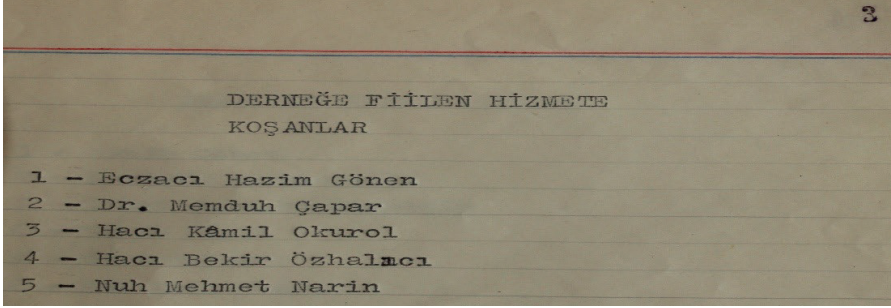 3
DERNEĞE FİİLEN HİZMETE
KOŞANLAR
1 - Eczacı Hazim Gönen
2 - Dr. Memduh Çapar
3 - Hacı Kâmil Okurol
4 - Hacı Bekir Özhalıcı
5 - Nuh Mehmet Narin